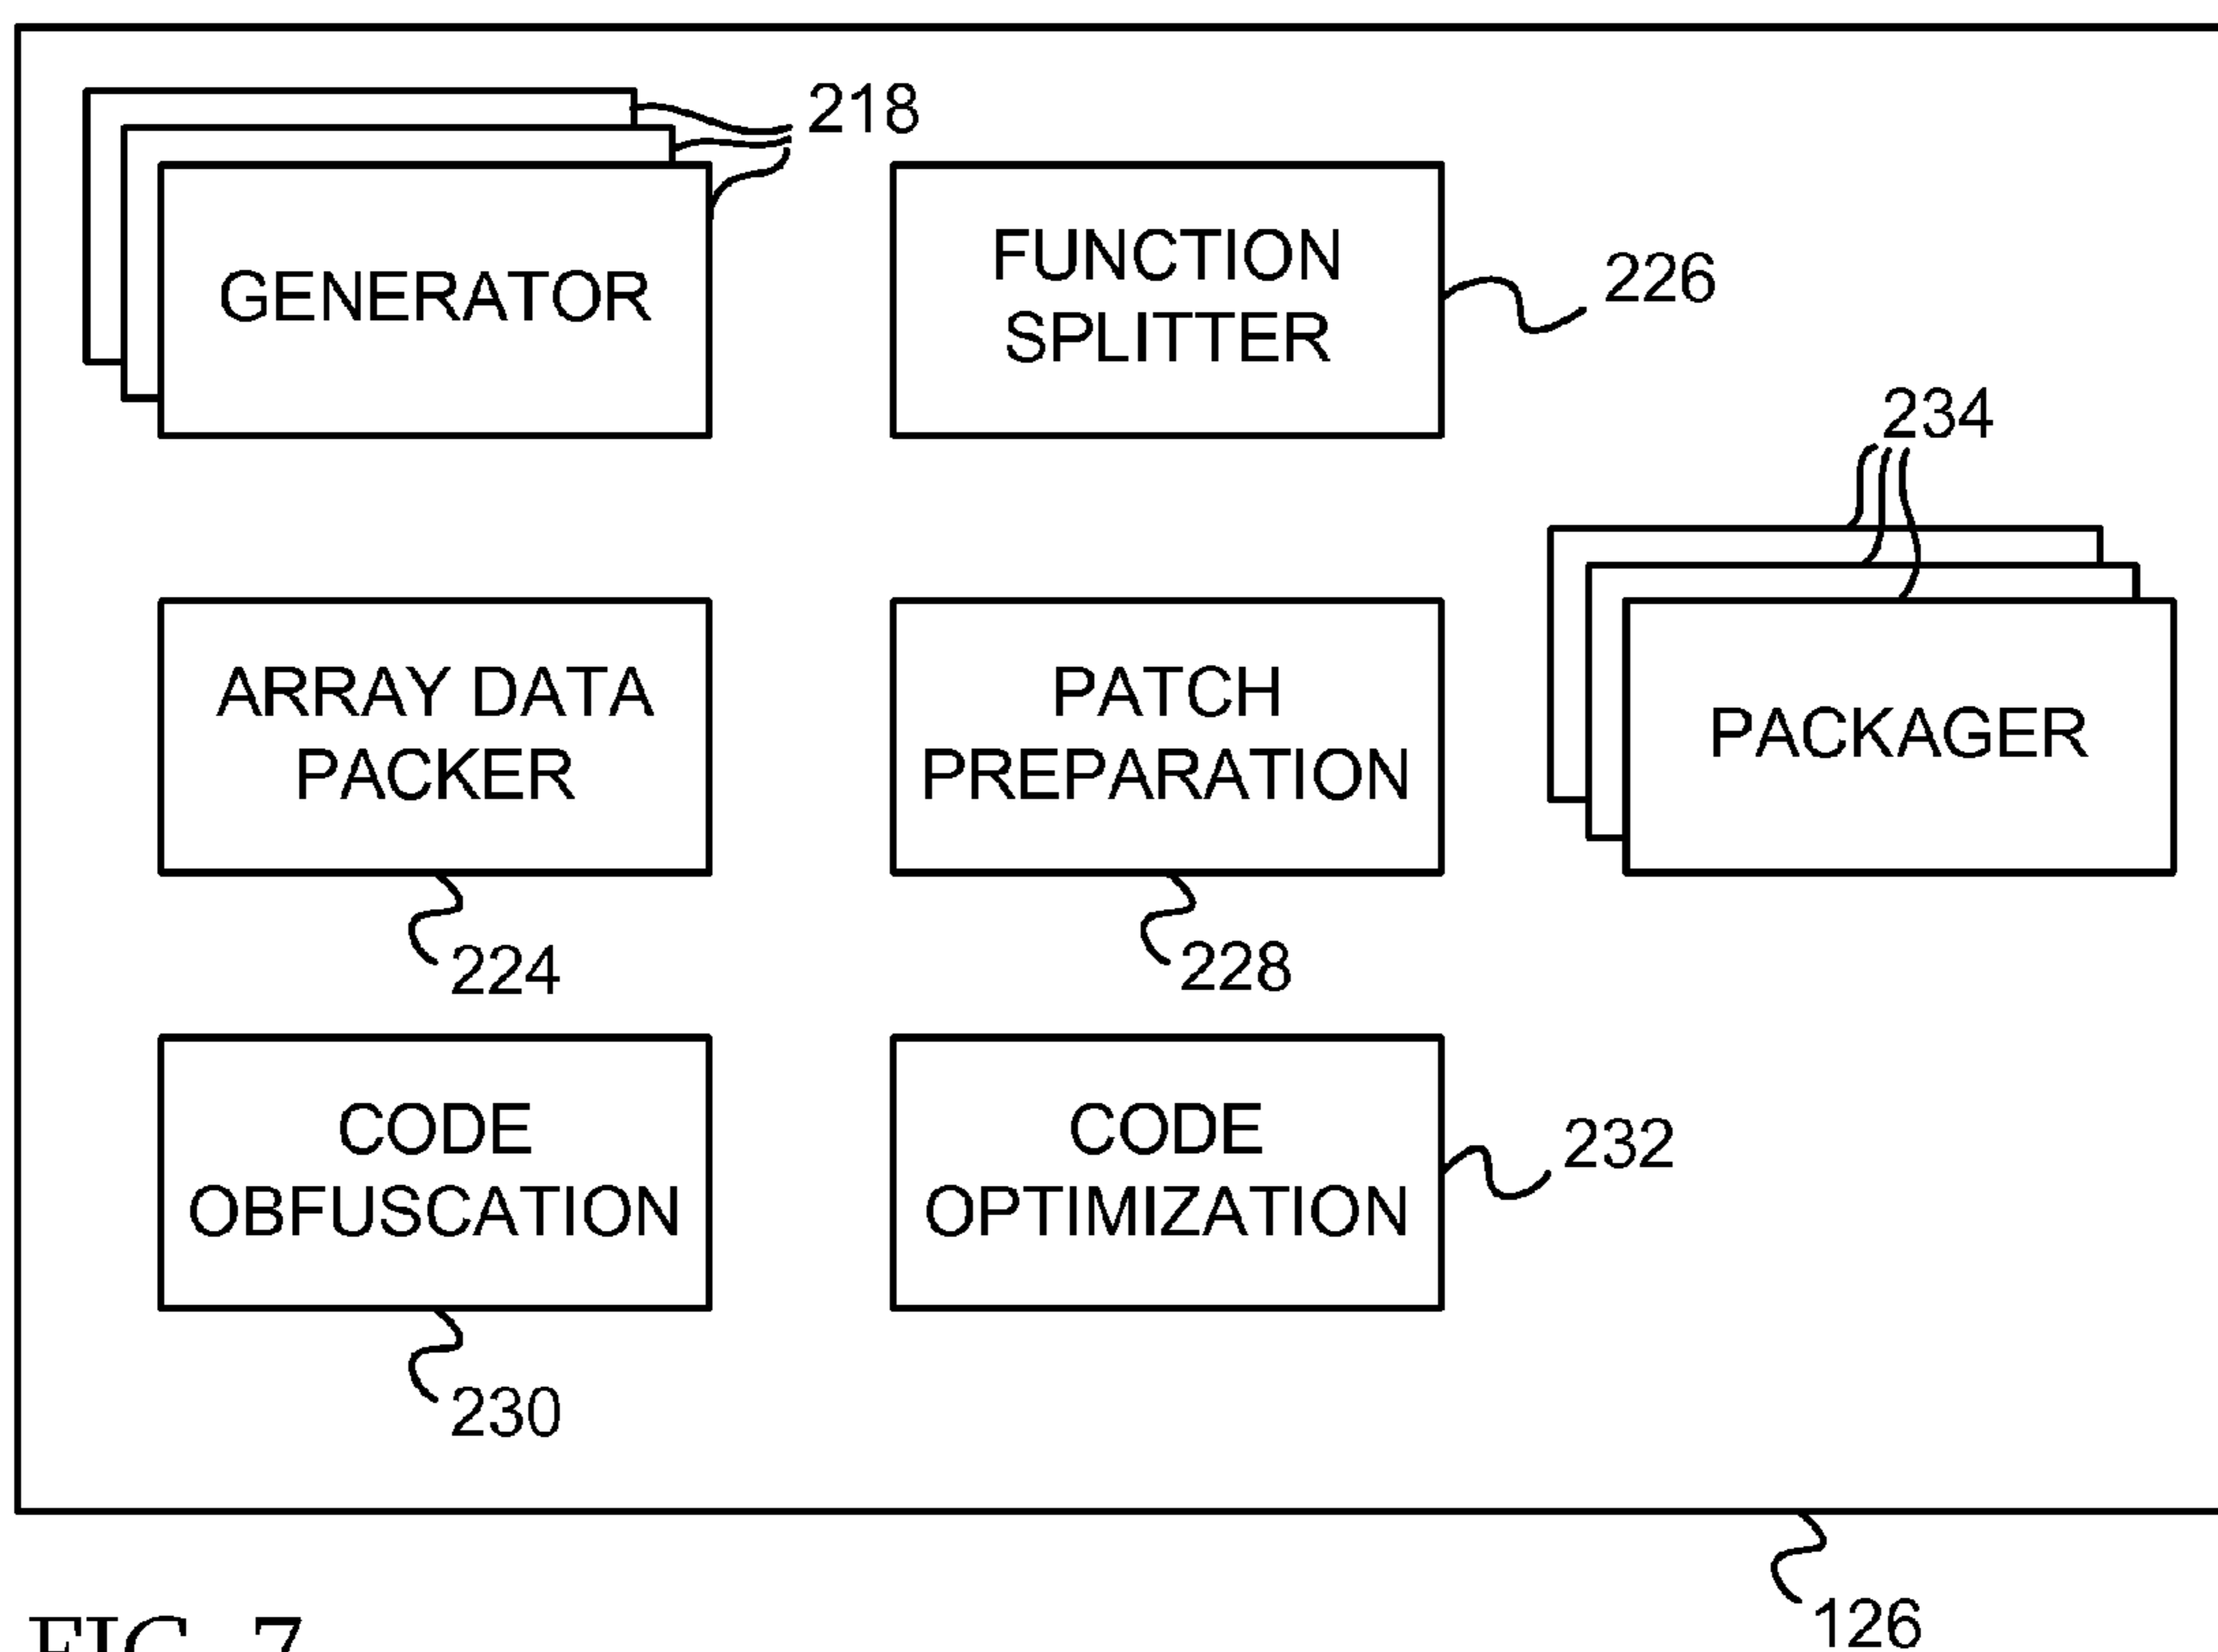 218
GENERATOR
FUNCTION
SPLITTER
226
234
ARRAY DATA
PACKER
PATCH
PREPARATION
PACKAGER
224
228
CODE
OBFUSCATION
CODE
OPTIMIZATION
232
230
126
FIG. 7